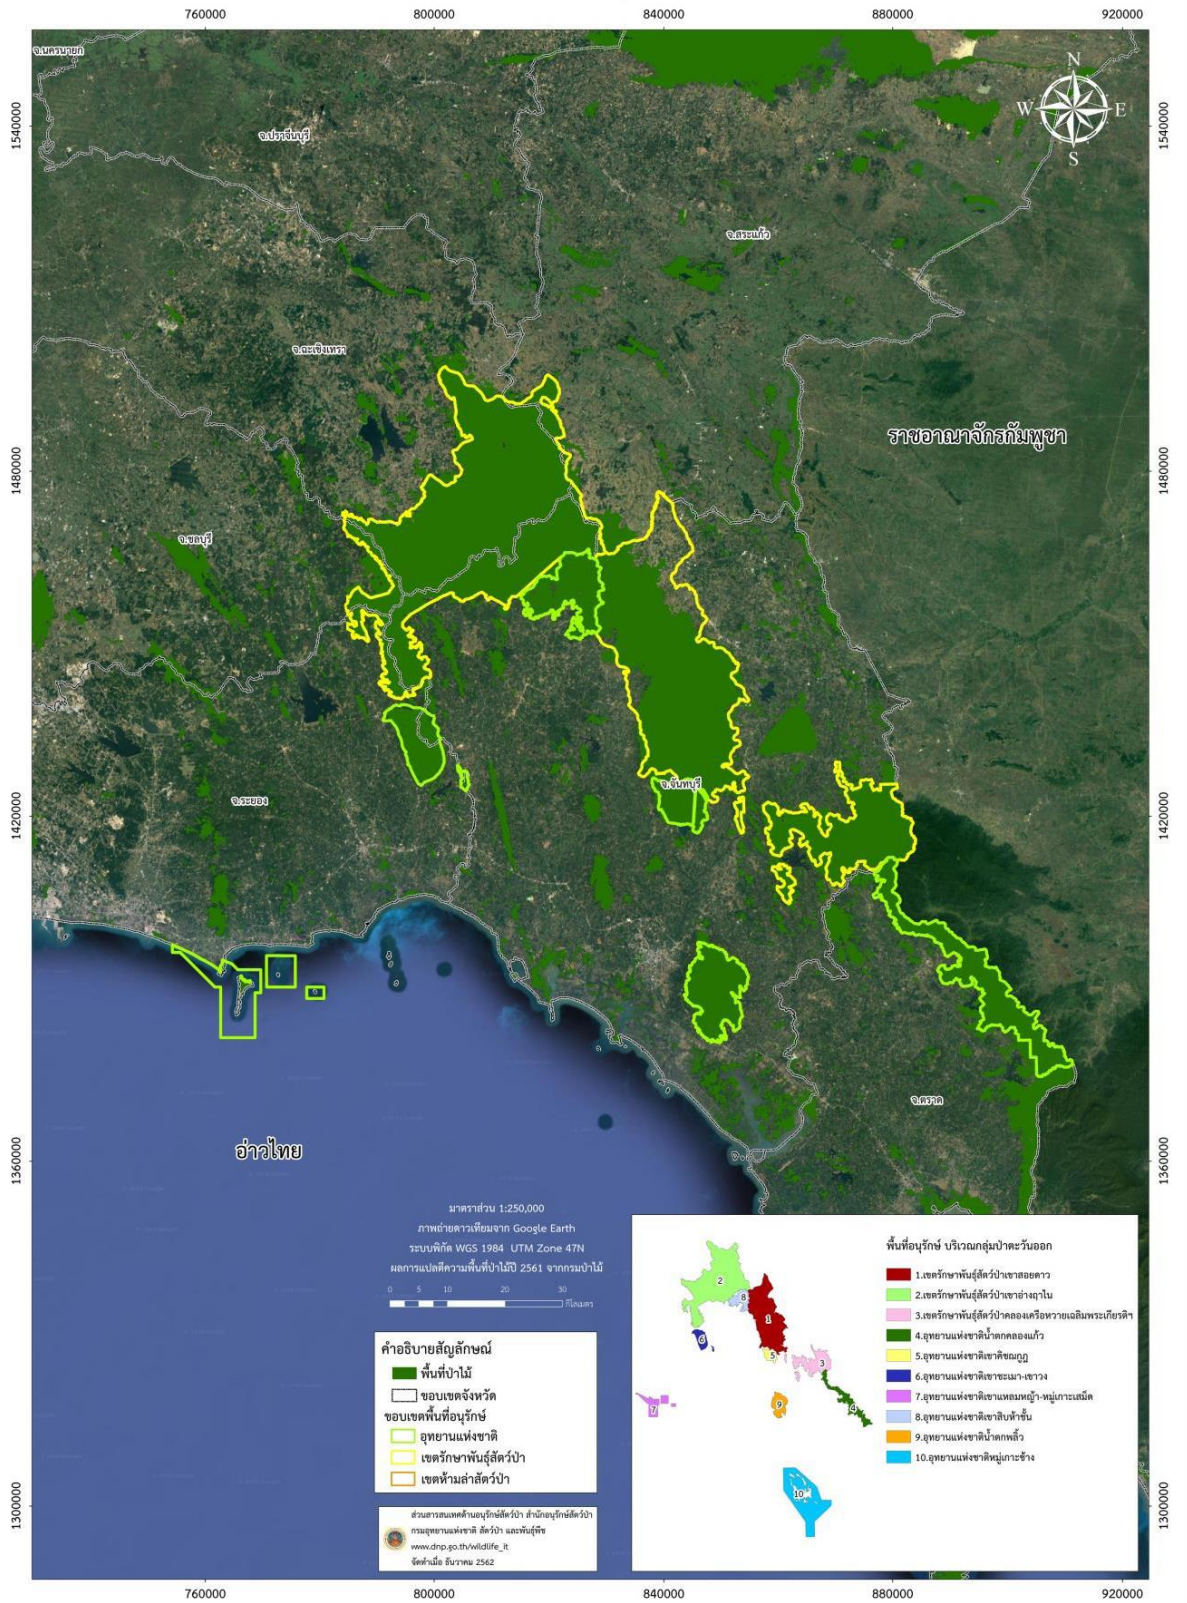 760000
800000
840000
880000
920000
จ.นครนายก
N
W
E
S
1540000
1540000
จ.ปราจีนบุรี
จ.สระแก้ว
จ.ฉะเชิงเทรา
ราชอาณาจักรกัมพูชา
1480000
1480000
จ.ชลบุรี
จ.จันทบุรี
จ.ระยอง
1420000
1420000
จ.ตราด
อ่าวไทย
1360000
1360000
มาตราส่วน 1:250,000
ภาพถ่ายดาวเทียมจาก Google Earth
ระบบพิกัด WGS 1984 UTM Zone 47N
ผลการแปลตีความพื้นที่ป่าไม้ปี 2561 จากกรมป่าไม้
0 5 10 20 30
กิโลเมตร
คำอธิบายสัญลักษณ์
พื้นที่ป่าไม้
ขอบเขตจังหวัด
ขอบเขตพื้นที่อนุรักษ์
อุทยานแห่งชาติ
เขตรักษาพันธุ์สัตว์ป่า
เขตห้ามล่าสัตว์ป่า
ส่วนสารสนเทศด้านอนุรักษ์สัตว์ป่า สำนักอนุรักษ์สัตว์ป่า
กรมอุทยานแห่งชาติ สัตว์ป่า และพันธุ์พืช
www.dnp.go.th/wildlife_it
จัดทำเมื่อ ธันวาคม 2562
พื้นที่อนุรักษ์ บริเวณกลุ่มป่าตะวันออก
1.เขตรักษาพันธุ์สัตว์ป่าเขาสอยดาว
2.เขตรักษาพันธุ์สัตว์ป่าเขาอ่างฤาไน
3.เขตรักษาพันธุ์สัตว์ป่าคลองเครือหวายเฉลิมพระเกียรติฯ
4.อุทยานแห่งชาติน้ำตกคลองแก้ว
5.อุทยานแห่งชาติเขาคิชฌกูฏ
6.อุทยานแห่งชาติเขาชะเมา-เขาวง
7.อุทยานแห่งชาติเขาแหลมหญ้า-หมู่เกาะเสม็ด
8.อุทยานแห่งชาติเขาสิบห้าชั้น
9.อุทยานแห่งชาติน้ำตกพลิ้ว
10.อุทยานแห่งชาติหมู่เกาะช้าง
2
8
1
6
5
3
7
9
4
10
1300000
1300000
760000
800000
840000
880000
920000